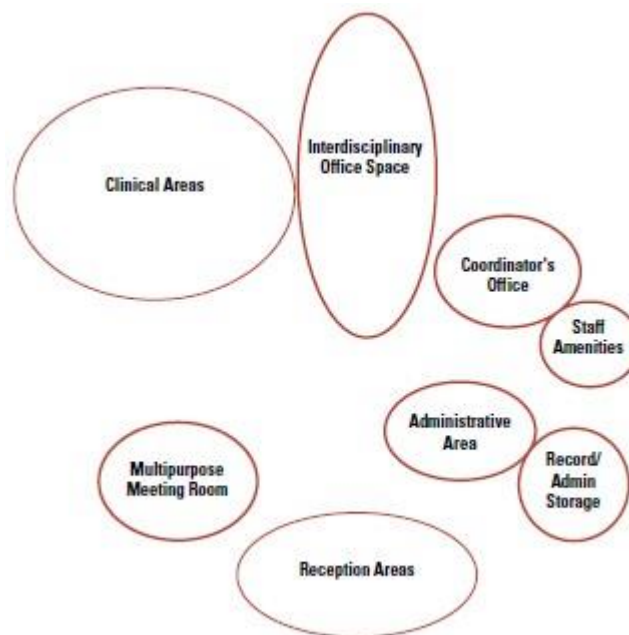 Interdisciplinary
Office Space
Clinical Areas
Coordinator's
Office
Staff
Amenities
Administrative
Area
Record/
Admin
Storage
Multipurpose
Meeting Room
Reception Areas